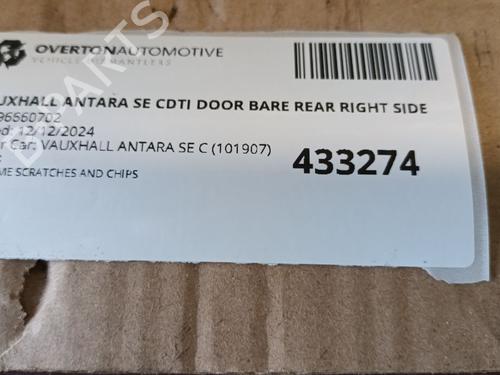 OVERTONAUTOMOTIVE
VEHICLE DISMANTLERS
UXHALL ANTARA SE CDTI DOOR BARE REAR RIGHT SIDE
96660702
ed: 12/12/2024
r Car: VAUXHALL ANTARA SE C (101907)
433274
ME SCRATCHES AND CHIPS